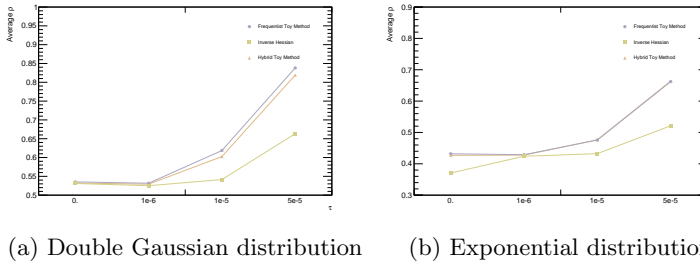 Average ρ
1
0.95
0.9
0.85
0.8
0.75
0.7
0.65
0.6
0.55
0.5
Frequentist Toy Method
Inverse Hessian
Hybrid Toy Method
0.
1e-6
1e-5
5e-5
τ
(a) Double Gaussian distribution
Average ρ
0.9
0.8
0.7
0.6
0.5
0.4
0.3
Frequentist Toy Method
Inverse Hessian
Hybrid Toy Method
0.
1e-6
1e-5
5e-5
(b) Exponential distributio